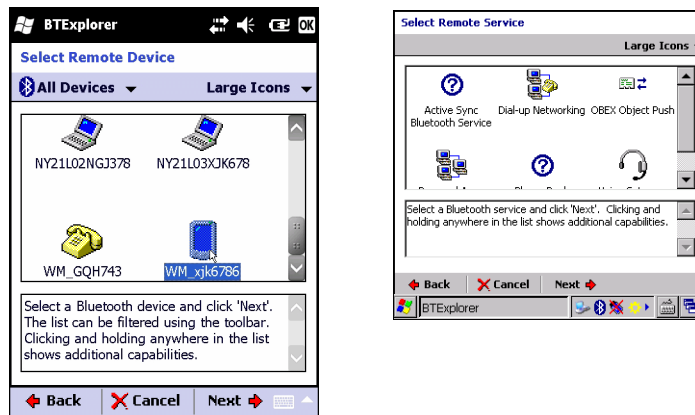 BTExplorer
OK
Select Remote Device
All Devices
Large Icons
NY21L02NGJ378
NY21L03XJK678
WM_GQH743
WM_xjk6786
Select a Bluetooth device and click 'Next'.
The list can be filtered using the toolbar.
Clicking and holding anywhere in the list
shows additional capabilities.
Back
Cancel
Next
Select Remote Service
Large Icons
Active Sync
Bluetooth Service
Dial-up Networking
OBEX Object Push
Select a Bluetooth service and click 'Next'. Clicking and
holding anywhere in the list shows additional capabilities.
Back
Cancel
Next
BTExplorer